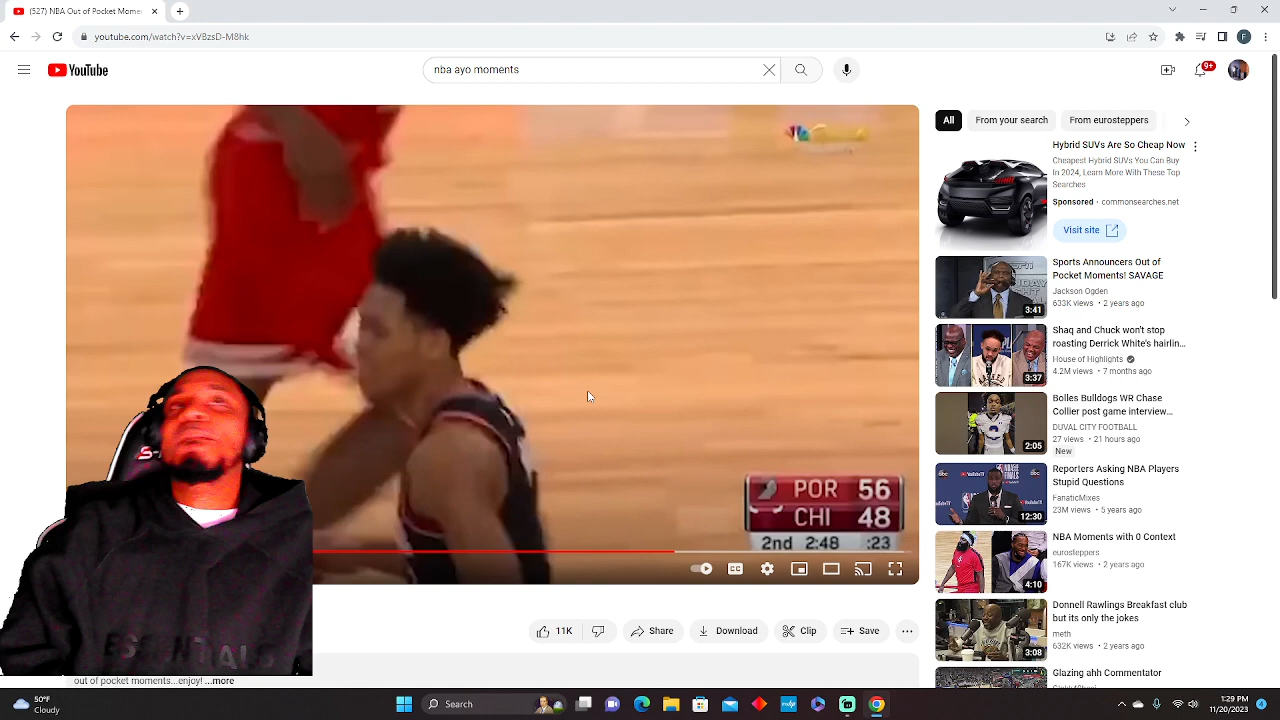 (527) NBA Out of Pocket Mome
youtube.com/watch?v=xVBzsD-M8hk
F
YouTube
nba ayo moments
9+
All
From your search
From eurosteppers
Hybrid SUVs Are So Cheap Now
Cheapest Hybrid SUVs You Can Buy
In 2024, Learn More With These Top
Searches
Sponsored · commonsearches.net
Visit site
Sports Announcers Out of
Pocket Moments! SAVAGE
Jackson Ogden
633K views • 2 years ago
3:41
Shaq and Chuck won't stop
roasting Derrick White's hairlin...
House of Highlights
4.2M views • 7 months ago
3:37
Bolles Bulldogs WR Chase
Collier post game interview...
DUVAL CITY FOOTBALL
27 views • 21 hours ago
New
2:05
Reporters Asking NBA Players
Stupid Questions
FanaticMixes
23M views • 5 years ago
12:30
NBA Moments with 0 Context
eurosteppers
167K views • 2 years ago
4:10
Donnell Rawlings Breakfast club
but its only the jokes
meth
632K views • 2 years ago
3:08
Glazing ahh Commentator
POR 56
CHI 48
2nd 2:48 :23
CC
11K
Share
Download
Clip
Save
out of pocket moments...enjoy! ...more
50°F
Cloudy
Search
1:29 PM
11/20/2023
4